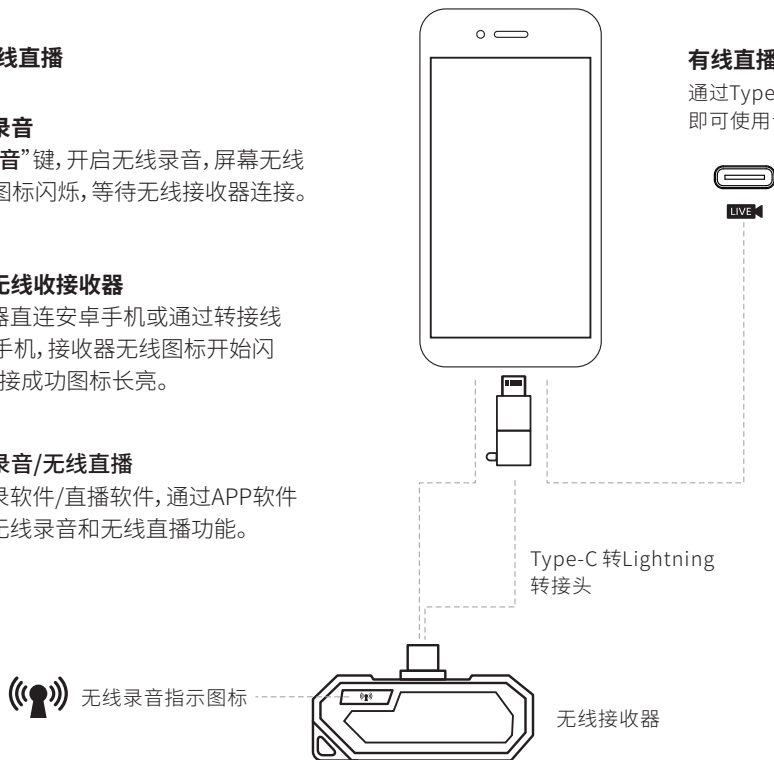 线直播
录音
音”键,开启无线录音,屏幕无线
图标闪烁,等待无线接收器连接。
无线收接收器
器直连安卓手机或通过转接线
手机,接收器无线图标开始闪
接成功图标长亮。
录音/无线直播
录软件/直播软件,通过APP软件
无线录音和无线直播功能。
有线直播
通过Type
即可使用
LIVE
Type-C 转Lightning
转接头
无线录音指示图标
无线接收器